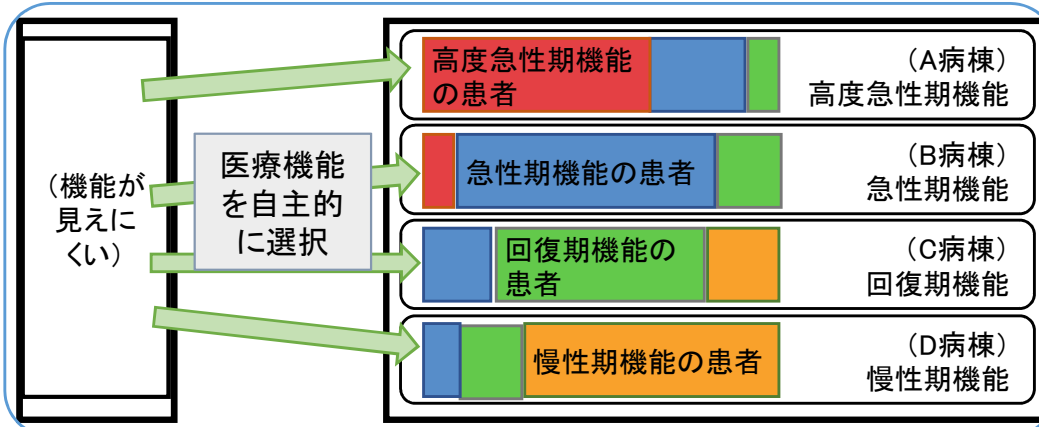 (機能が
見えに
くい)
医療機能
を自主的
に選択
高度急性期機能
の患者
(A病棟)
高度急性期機能
急性期機能の患者
(B病棟)
急性期機能
回復期機能の
患者
(C病棟)
回復期機能
慢性期機能の患者
(D病棟)
慢性期機能